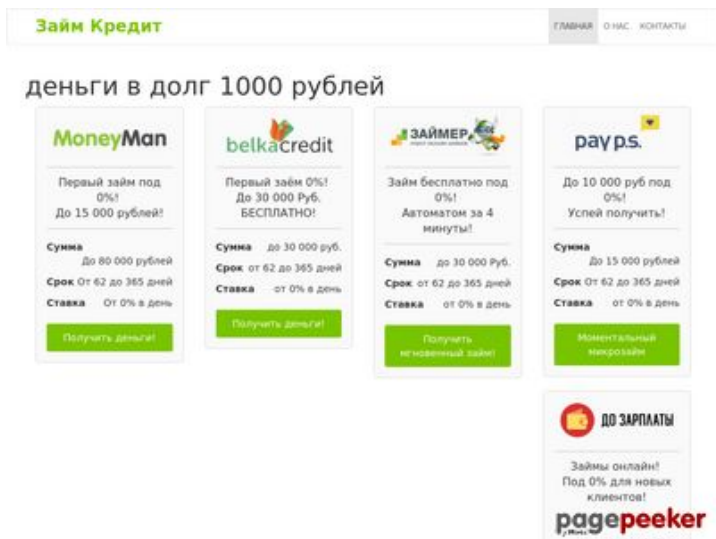 Займ Кредит
ГЛАВНАЯ О НАС. КОНТАКТЫ
деньги в долг 1000 рублей
MoneyMan
Первый займ под
0%!
До 15 000 рублей!
Сумма
До 80 000 рублей
Срок От 62 до 365 дней
Ставка От 0% в день
Получить деньги!
belkacredit
Первый заём 0%!
До 30 000 Руб.
БЕСПЛАТНО!
Сумма до 30 000 руб.
Срок от 62 до 365 дней
Ставка от 0% в день
Получить деньги!
ЗАЙМЕР
Займ бесплатно под
0%!
Автоматом за 4
минуты!
Сумма до 30 000 Руб.
Срок от 62 до 365 дней
Ставка от 0% в день
Получить
мгновенный займ!
pay p.s.
До 10 000 руб под
0%!
Успей получить!
Сумма
До 15 000 рублей
Срок От 62 до 365 дней
Ставка от 0% в день
Моментальный
микрозайм
ДО ЗАРПЛАТЫ
Займы онлайн!
Под 0% для новых
клиентов!
pagepeeker